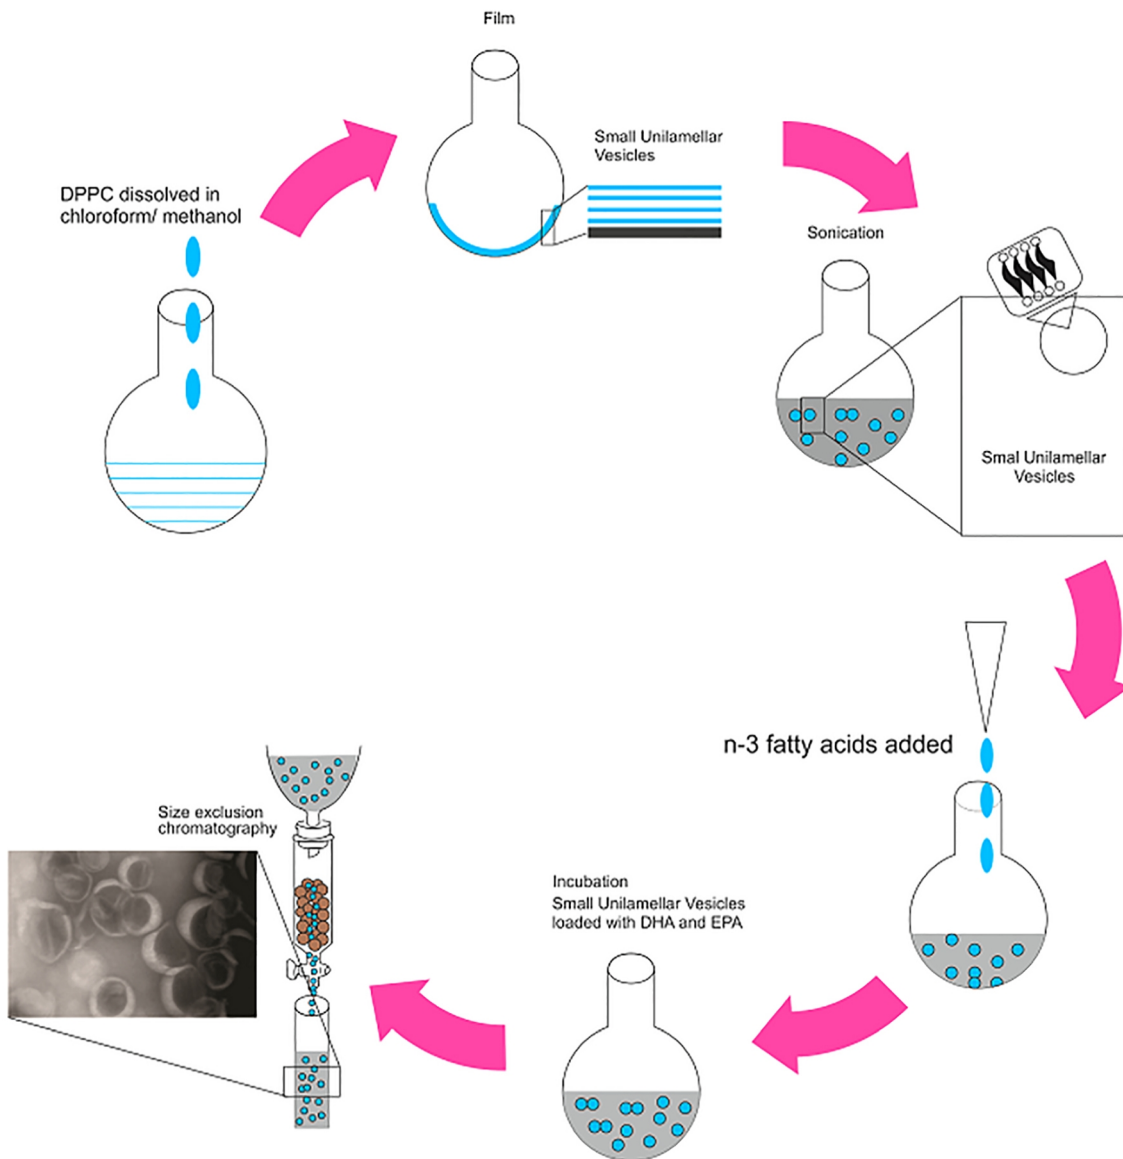 Film
Small Unilamellar
Vesicles
DPPC dissolved in
chloroform/ methanol
Sonication
Smal Unilamellar
Vesicles
n-3 fatty acids added
Size exclusion
chromatography
Incubation
Small Unilamellar Vesicles
loaded with DHA and EPA